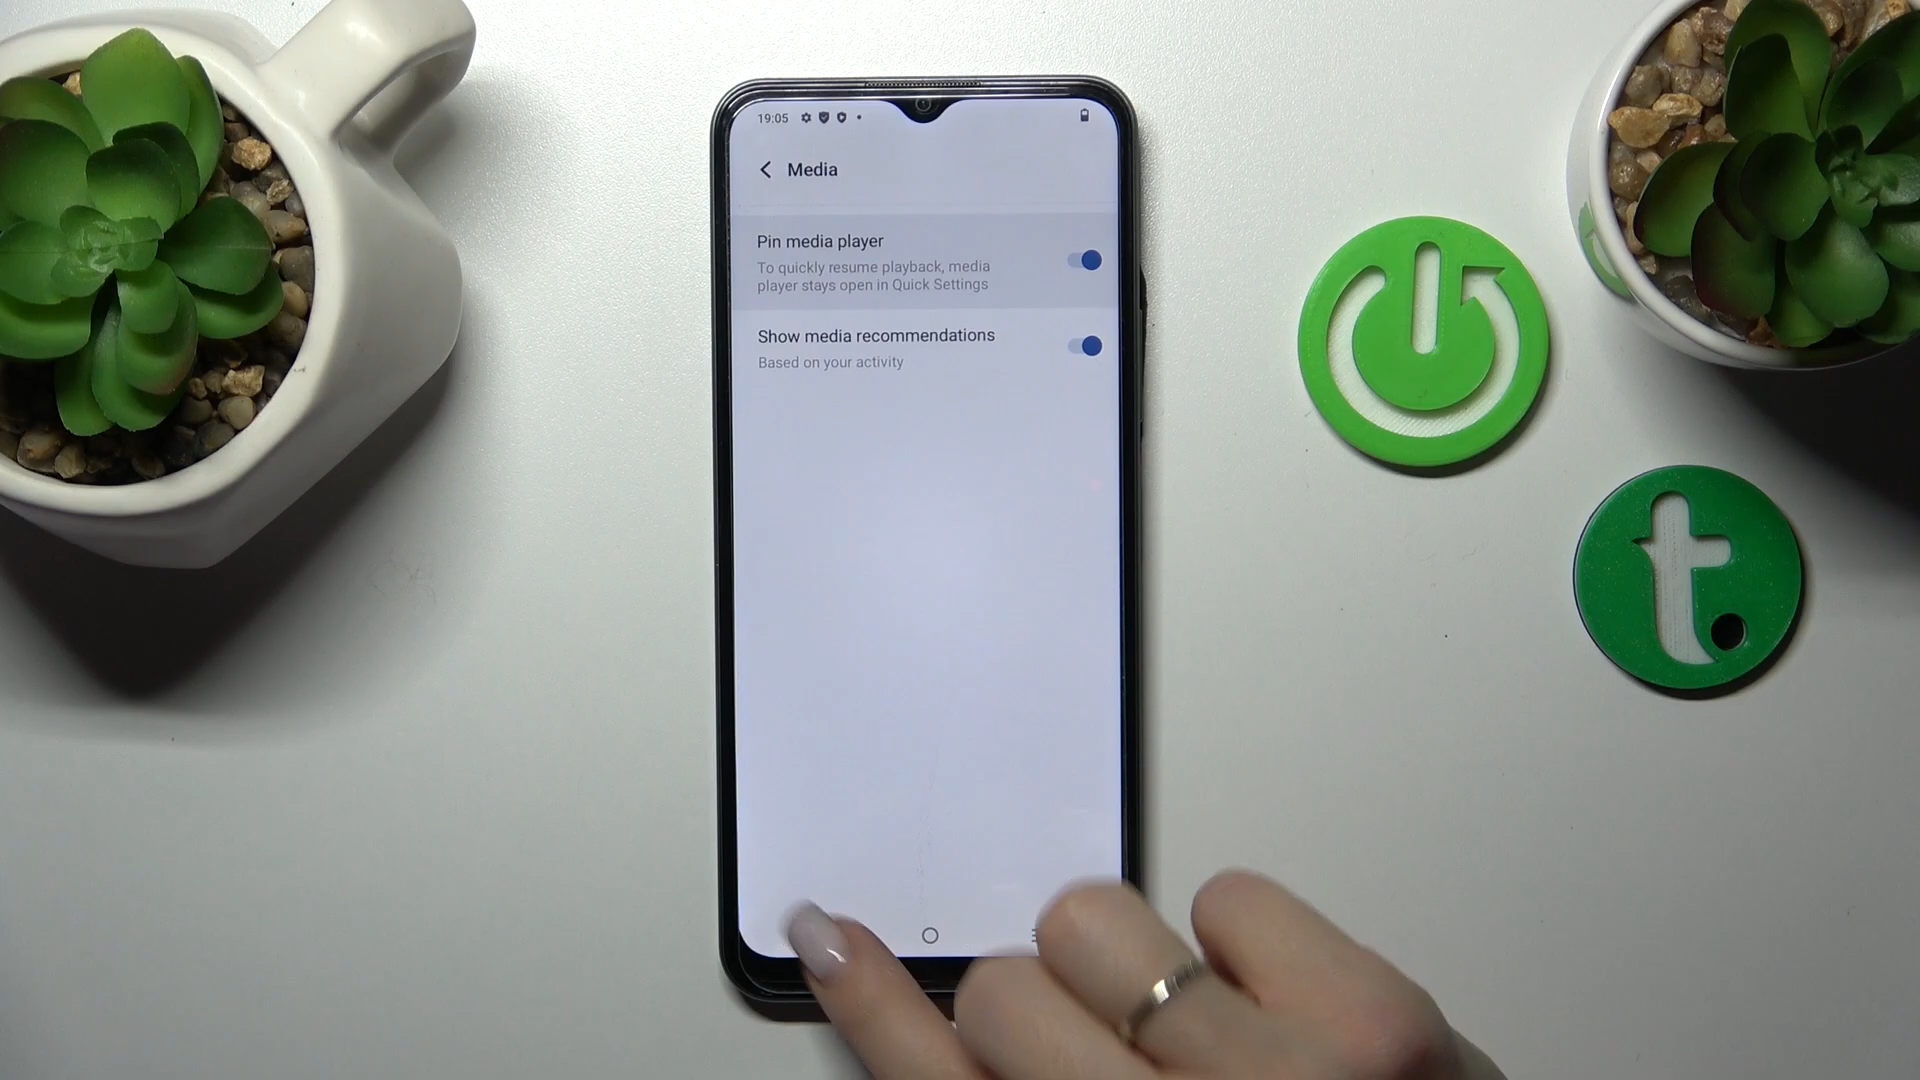 19:05
Media
Pin media player
To quickly resume playback, media
player stays open in Quick Settings
Show media recommendations
Based on your activity
t.